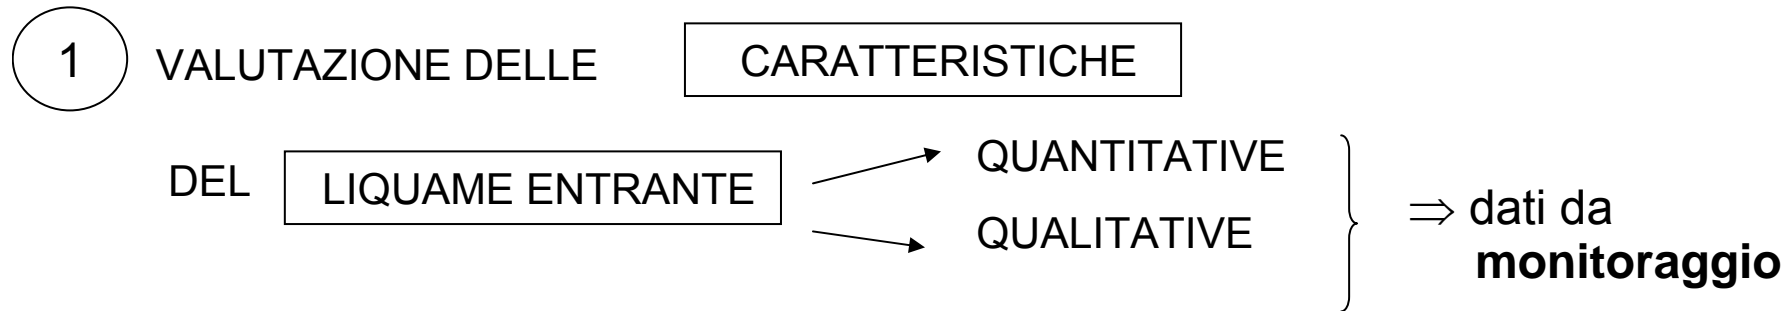 1 VALUTAZIONE DELLE CARATTERISTICHE
DEL LIQUAME ENTRANTE
QUANTITATIVE
QUALITATIVE
⇒ dati da
monitoraggio